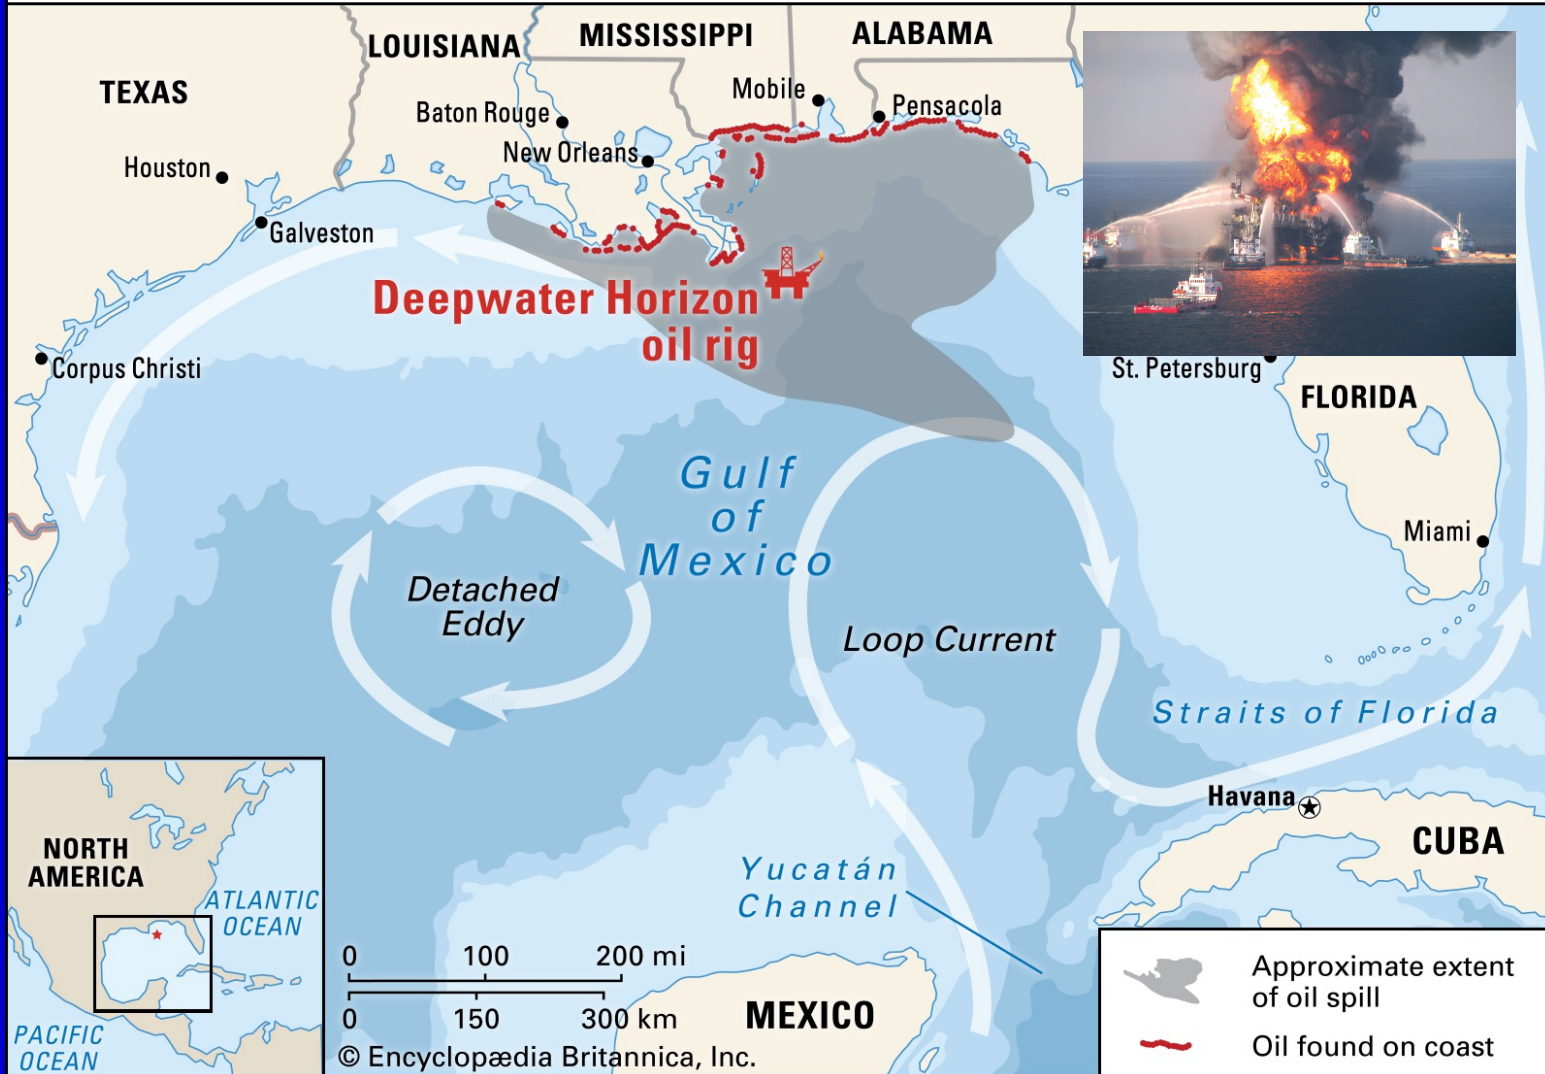 LOUISIANA
MISSISSIPPI
ALABAMA
TEXAS
Mobile
Baton Rouge
Pensacola
New Orleans
Houston
Galveston
Deepwater Horizon
oil rig
Corpus Christi
St. Petersburg
FLORIDA
Gulf
of
Mexico
Miami
Detached
Eddy
Loop Current
Straits of Florida
Havana
CUBA
NORTH
AMERICA
ATLANTIC
OCEAN
PACIFIC
OCEAN
Yucatán
Channel
0 100 200 mi
0 150 300 km
MEXICO
© Encyclopædia Britannica, Inc.
Approximate extent
of oil spill
Oil found on coast